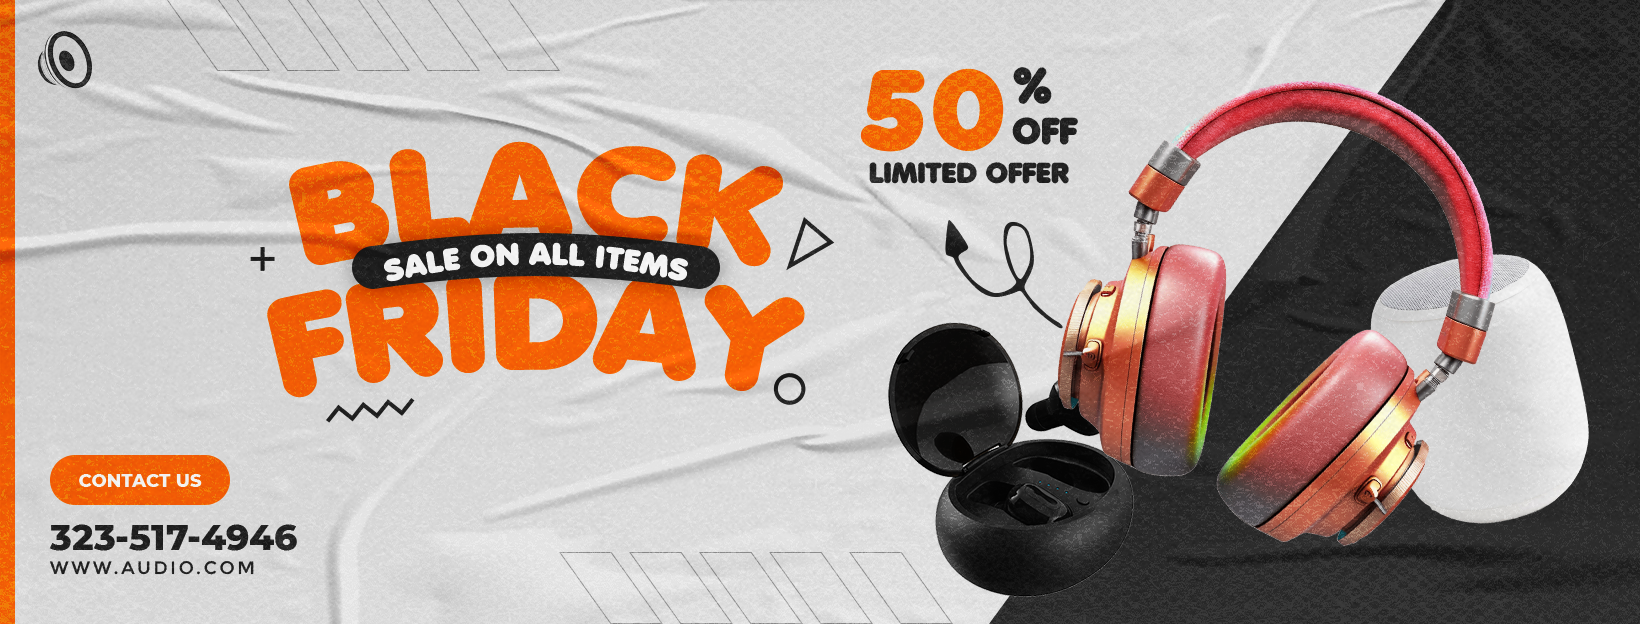 BLACK
SALE ON ALL ITEMS
FRIDAY
50%
OFF
LIMITED OFFER
CONTACT US
323-517-4946
WWW.AUDIO.COM